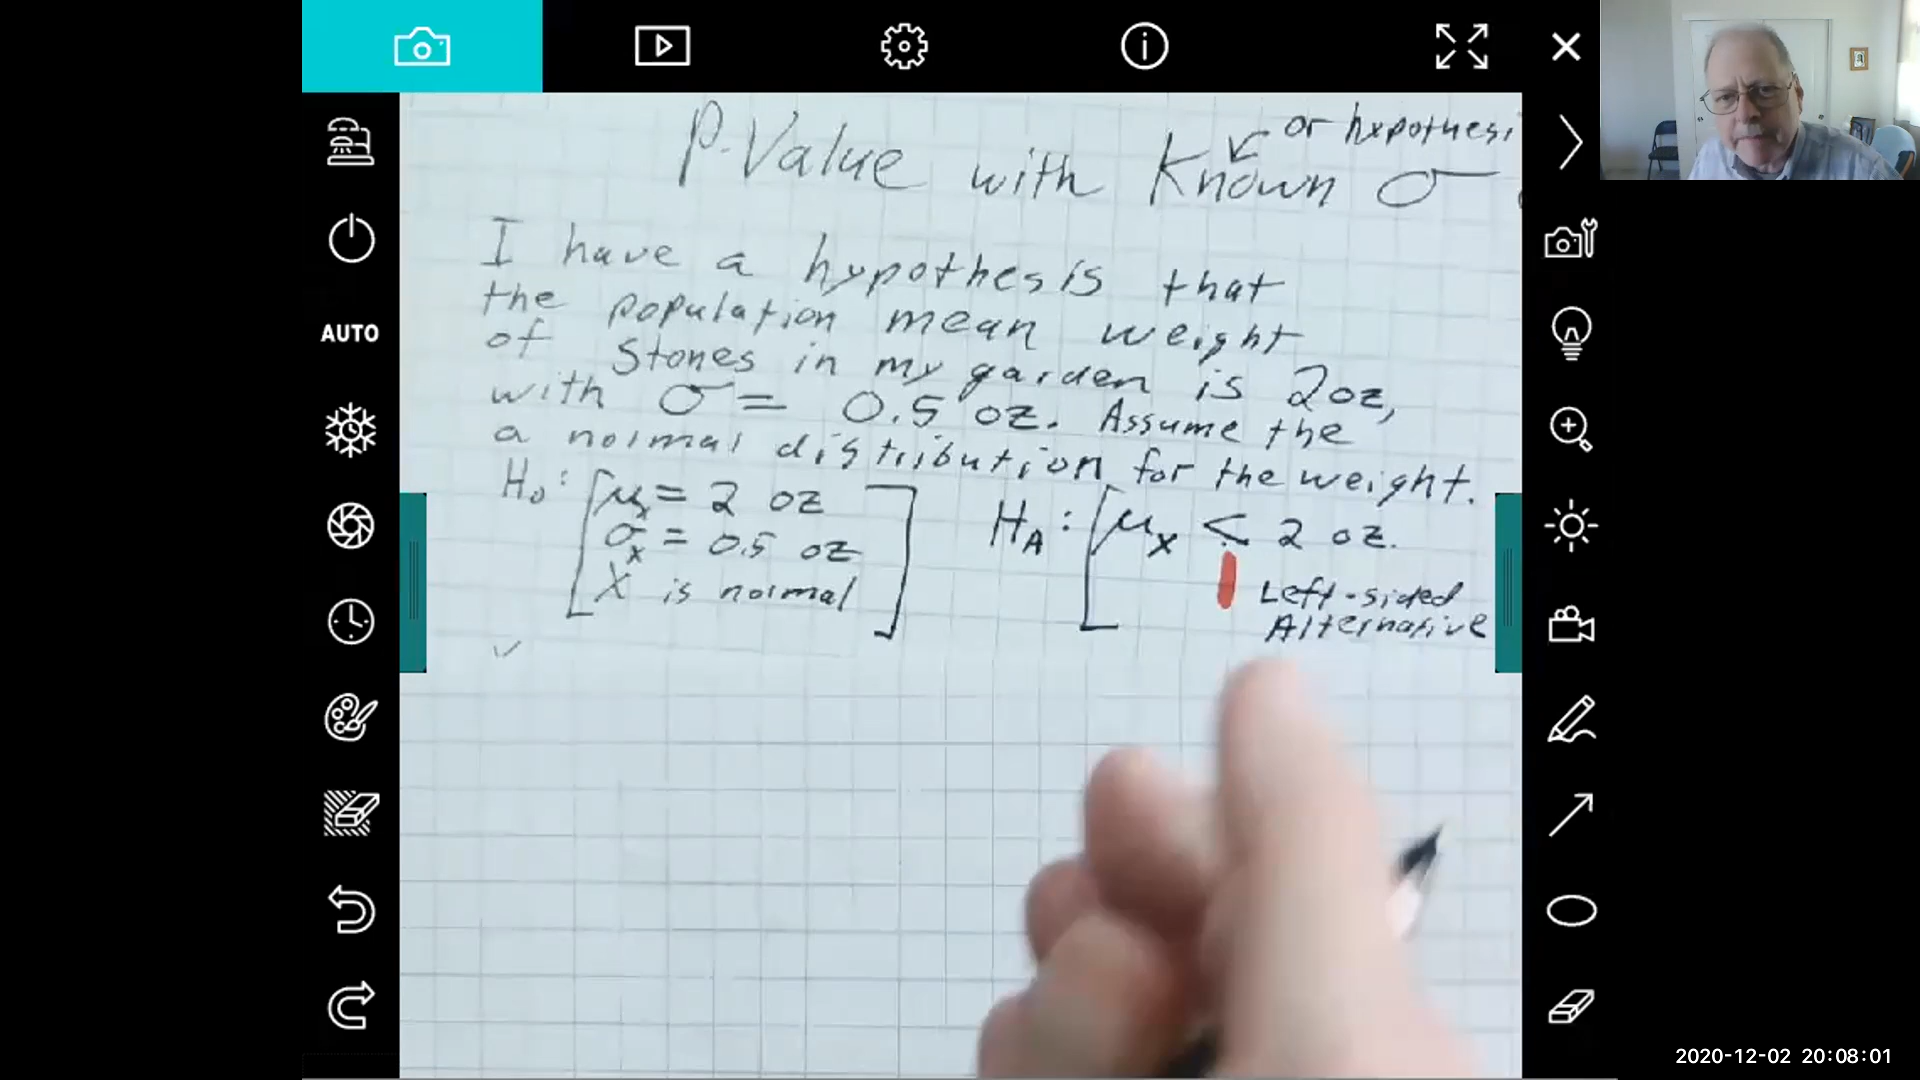 or hypothesi
P-Value with Known σ
I have a hypothesis that
the population mean weight
of stones in my garden is 2oz,
with σ = 0.5 oz. Assume the
a normal distribution for the weight.
H₀: [μₓ = 2 oz]
σₓ = 0.5 oz
X is normal
H_A: [μₓ < 2 oz.
Left-sided
Alternative
AUTO
2020-12-02 20:08:01